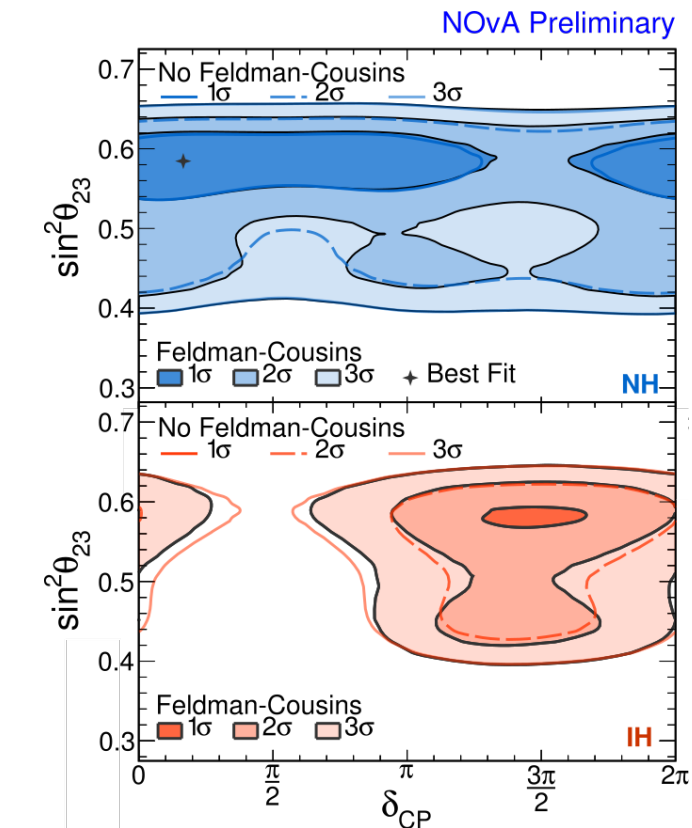 NOvA Preliminary
No Feldman-Cousins
1σ 2σ 3σ
0.7
0.6
0.5
0.4
0.3
sin²θ₂₃
Feldman-Cousins
1σ 2σ 3σ Best Fit
NH
No Feldman-Cousins
1σ 2σ 3σ
0.7
0.6
0.5
0.4
0.3
sin²θ₂₃
Feldman-Cousins
1σ 2σ 3σ
IH
0 π/2 π 3π/2 2π
δCP